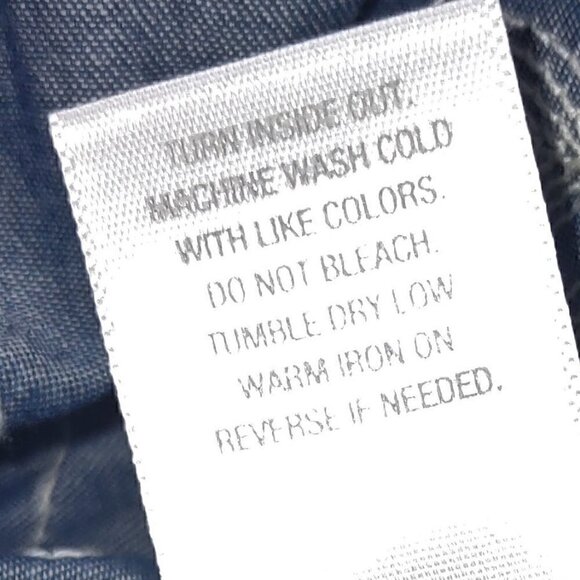 TURN INSIDE OUT.
MACHINE WASH COLD
WITH LIKE COLORS.
DO NOT BLEACH.
TUMBLE DRY LOW
WARM IRON ON
REVERSE IF NEEDED.